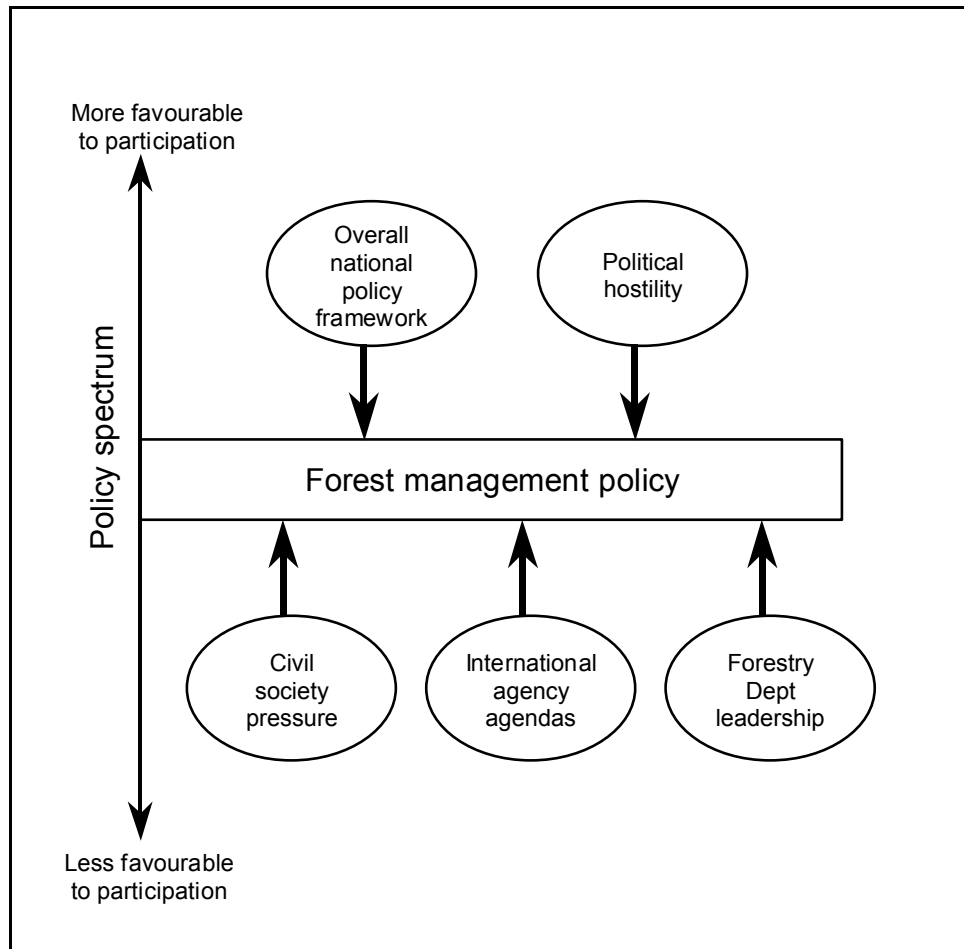 More favourable
to participation
Overall
national
policy
framework
Political
hostility
Policy spectrum
Forest management policy
Civil
society
pressure
International
agency
agendas
Forestry
Dept
leadership
Less favourable
to participation